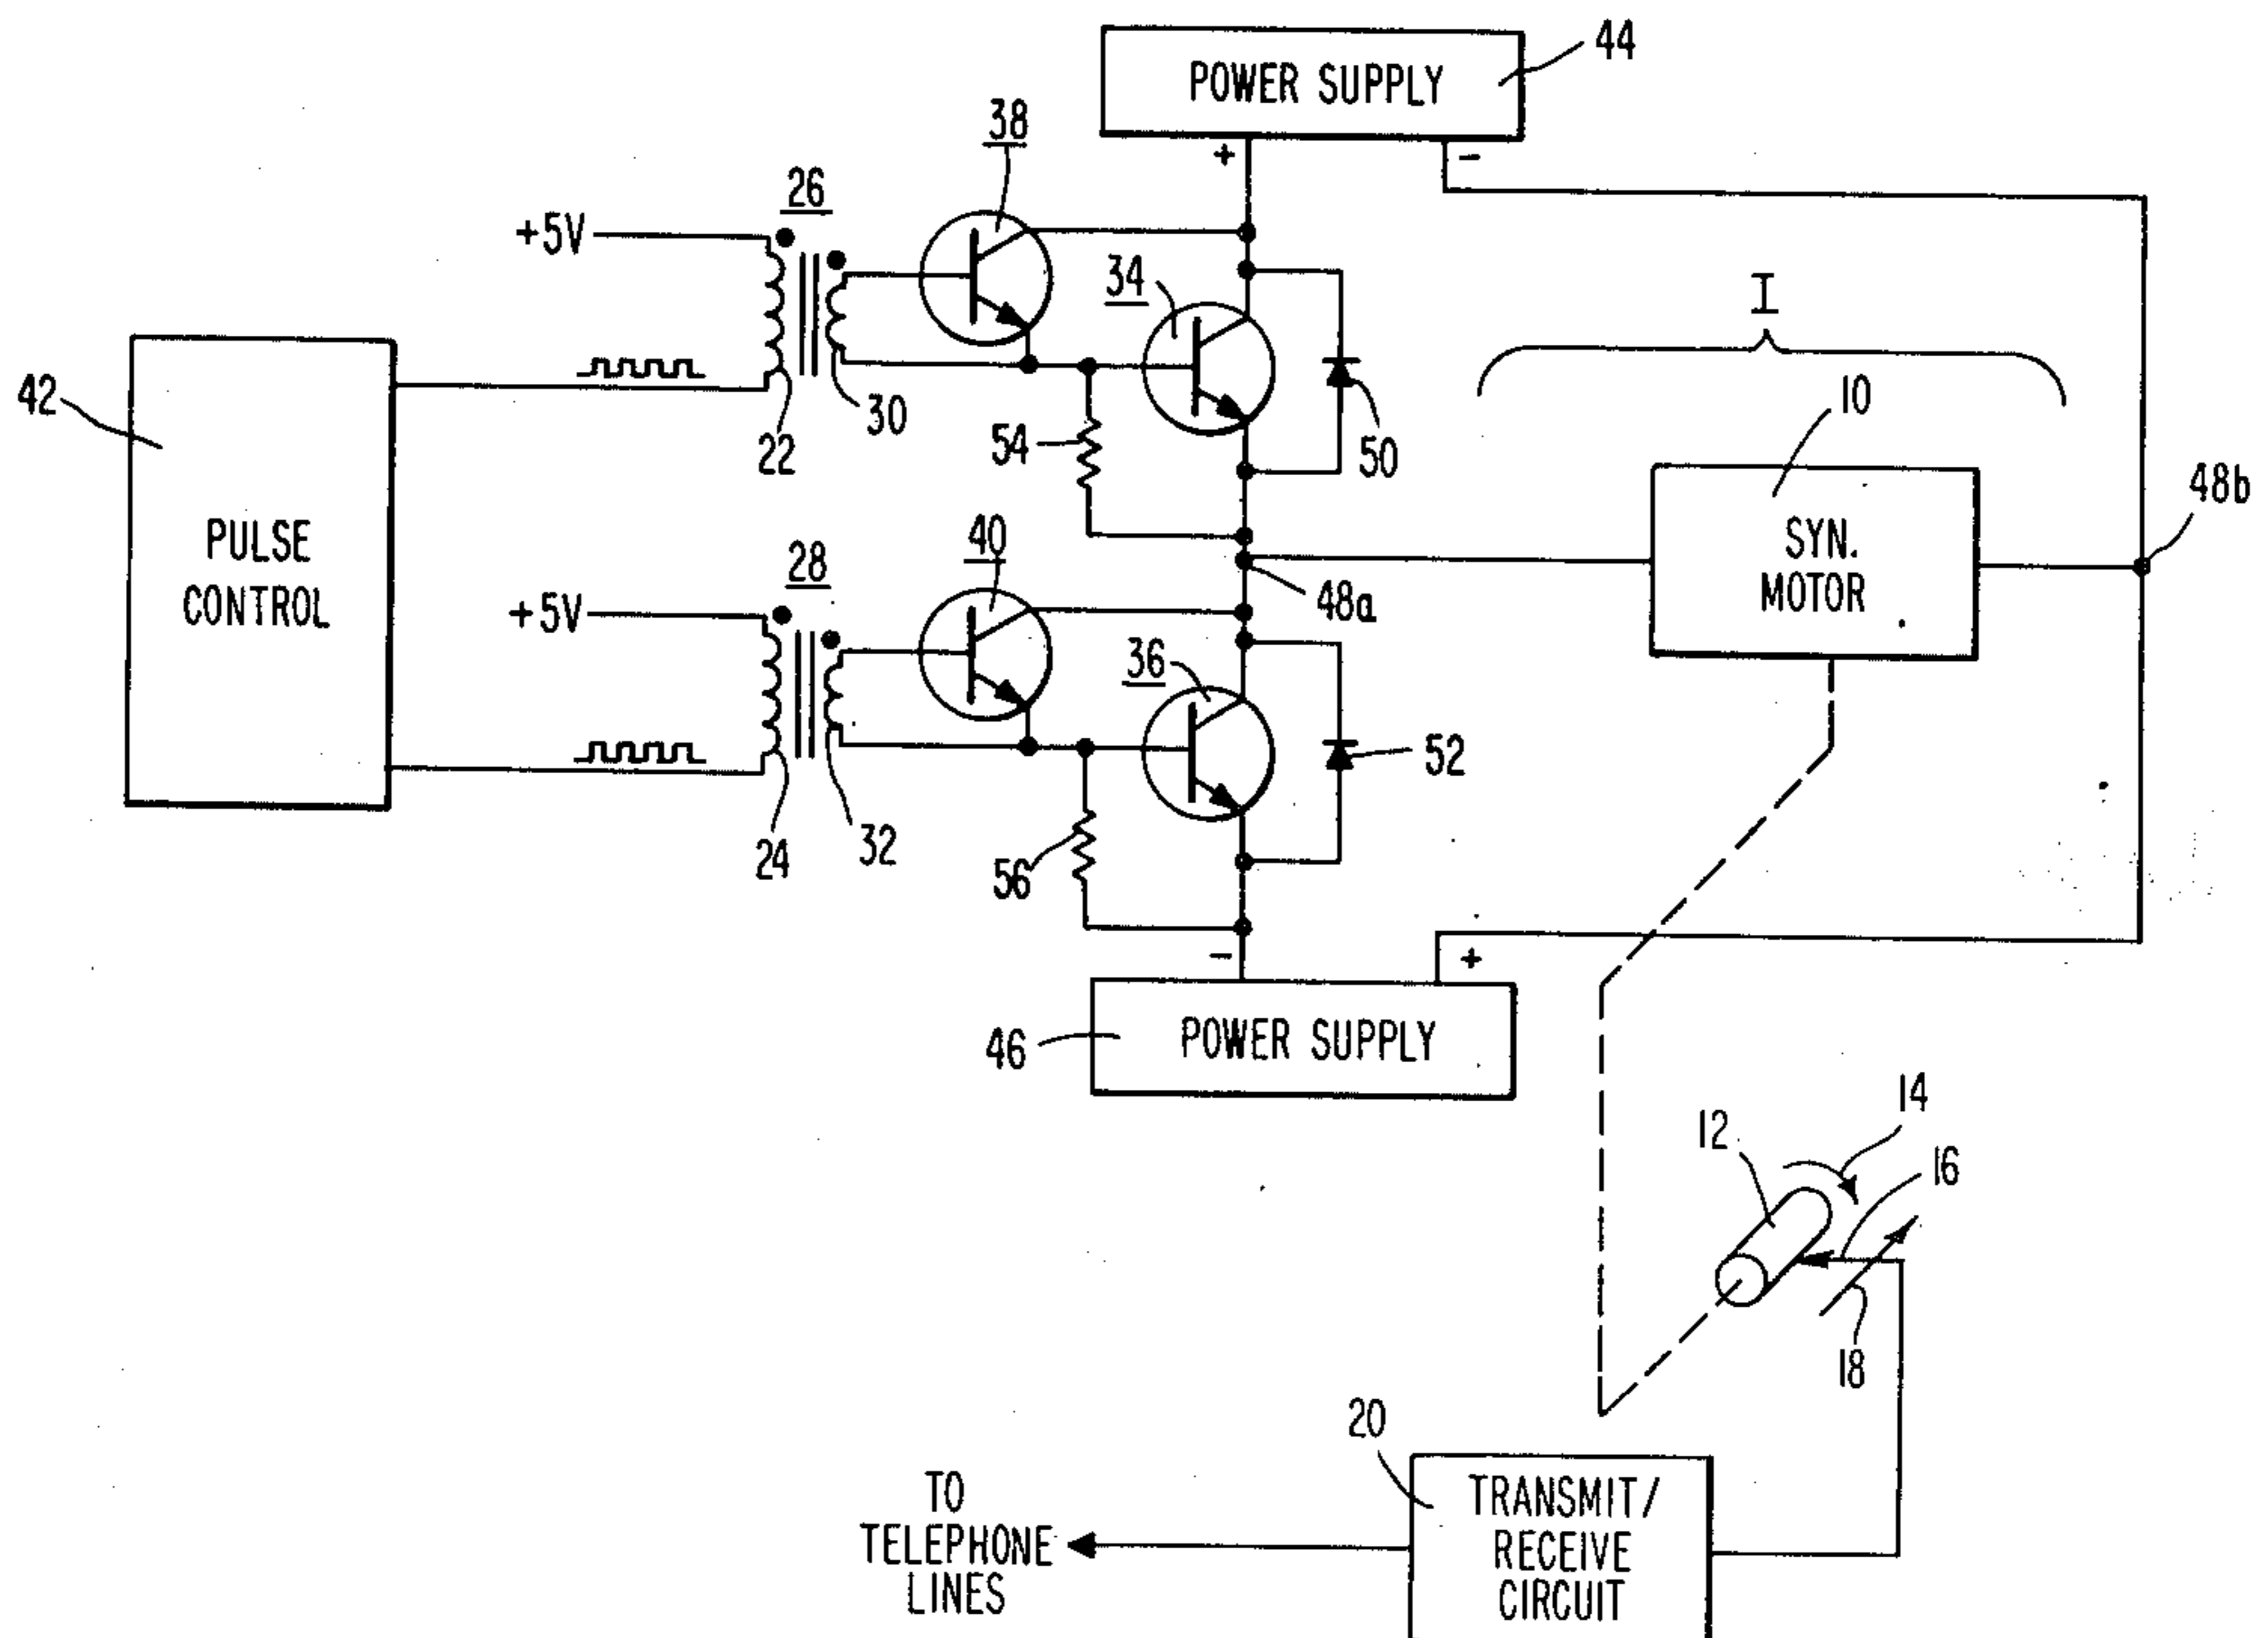 POWER SUPPLY
44
+
-
38
26
+5V
34
I
42
22
30
54
50
10
48b
PULSE
CONTROL
SYN.
MOTOR
40
28
+5V
48a
36
52
24
32
56
-
+
46
POWER SUPPLY
14
12
16
18
20
TO
TELEPHONE
LINES
TRANSMIT/
RECEIVE
CIRCUIT